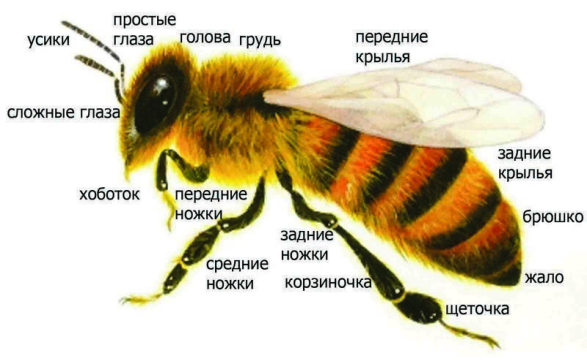 простые
глаза
усики
голова
грудь
передние
крылья
сложные глаза
задние
крылья
хоботок
передние
ножки
брюшко
задние
ножки
средние
ножки
корзиночка
жало
щеточка